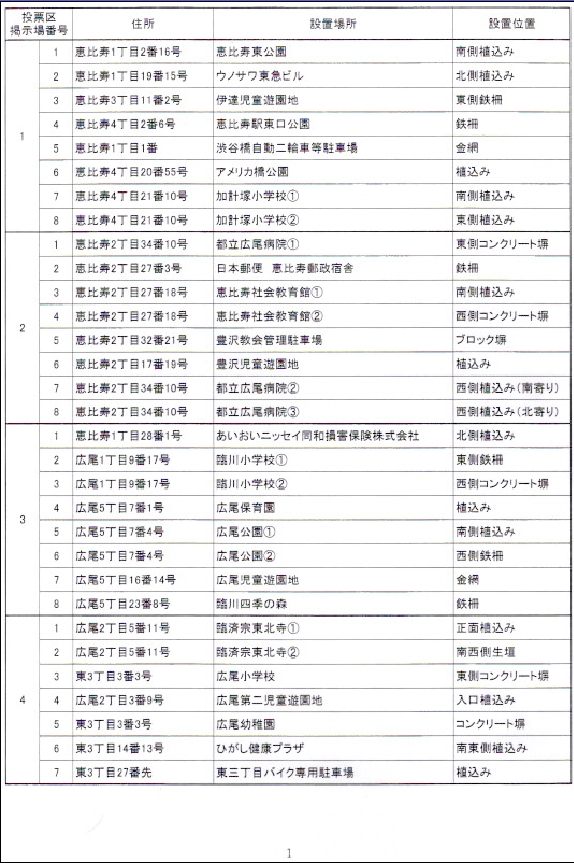 投票区
掲示場番号 住所 設置場所 設置位置
1 1 恵比寿1丁目2番16号 恵比寿東公園 南側植込み
2 恵比寿1丁目19番15号 ウノサワ東急ビル 北側植込み
3 恵比寿3丁目11番2号 伊達児童遊園地 東側鉄柵
4 恵比寿4丁目2番6号 恵比寿駅東口公園 鉄柵
5 恵比寿1丁目1番 渋谷橋自動二輪車等駐車場 金網
6 恵比寿4丁目20番55号 アメリカ橋公園 植込み
7 恵比寿4丁目21番10号 加計塚小学校① 南側植込み
8 恵比寿4丁目21番10号 加計塚小学校② 東側植込み
2 1 恵比寿2丁目34番10号 都立広尾病院① 東側コンクリート塀
2 恵比寿2丁目27番3号 日本郵便 恵比寿郵政宿舎 鉄柵
3 恵比寿2丁目27番18号 恵比寿社会教育館① 南側植込み
4 恵比寿2丁目27番18号 恵比寿社会教育館② 西側コンクリート塀
5 恵比寿2丁目32番21号 豊沢教会管理駐車場 ブロック塀
6 恵比寿2丁目17番19号 豊沢児童遊園地 植込み
7 恵比寿2丁目34番10号 都立広尾病院② 西側植込み(南寄り)
8 恵比寿2丁目34番10号 都立広尾病院③ 西側植込み(北寄り)
3 1 恵比寿1丁目28番1号 あいおいニッセイ同和損害保険株式会社 北側植込み
2 広尾1丁目9番17号 臨川小学校① 東側鉄柵
3 広尾1丁目9番17号 臨川小学校② 西側コンクリート塀
4 広尾5丁目7番1号 広尾保育園 植込み
5 広尾5丁目7番4号 広尾公園① 南側植込み
6 広尾5丁目7番4号 広尾公園② 西側鉄柵
7 広尾5丁目16番14号 広尾児童遊園地 金網
8 広尾5丁目23番8号 臨川四季の森 鉄柵
4 1 広尾2丁目5番11号 臨済宗東北寺① 正面植込み
2 広尾2丁目5番11号 臨済宗東北寺② 南西側生垣
3 東3丁目3番3号 広尾小学校 東側コンクリート塀
4 広尾2丁目3番9号 広尾第二児童遊園地 入口植込み
5 東3丁目3番3号 広尾幼稚園 コンクリート塀
6 東3丁目14番13号 ひがし健康プラザ 南東側植込み
7 東3丁目27番先 東三丁目バイク専用駐車場 植込み
1